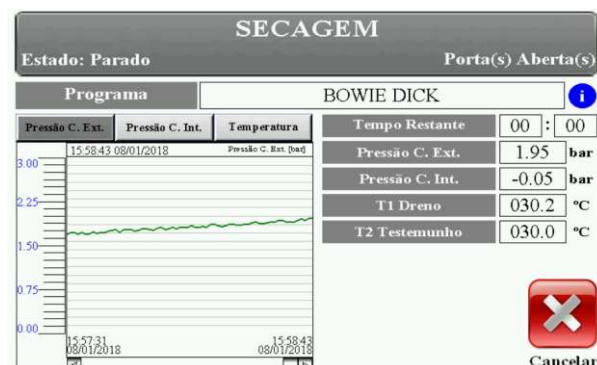 SECAGEM
Estado: Parado Porta(s) Aberta(s)
Programa BOWIE DICK i
Pressão C. Ext. Pressão C. Int. Temperatura
15:58:43 08/01/2018 Pressão C. Ext. [bar]
3.00
2.25
1.50
0.75
0.00
15:57:31 15:58:43
08/01/2018 08/01/2018
Tempo Restante 00 : 00
Pressão C. Ext. 1.95 bar
Pressão C. Int. -0.05 bar
T1 Dreno 030.2 ºC
T2 Testemunho 030.0 ºC
Cancelar